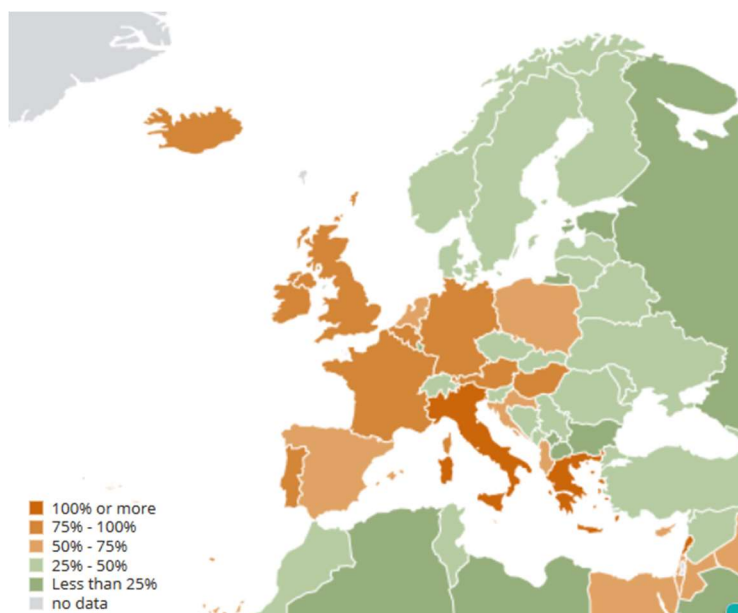 100% or more
75% - 100%
50% - 75%
25% - 50%
Less than 25%
no data